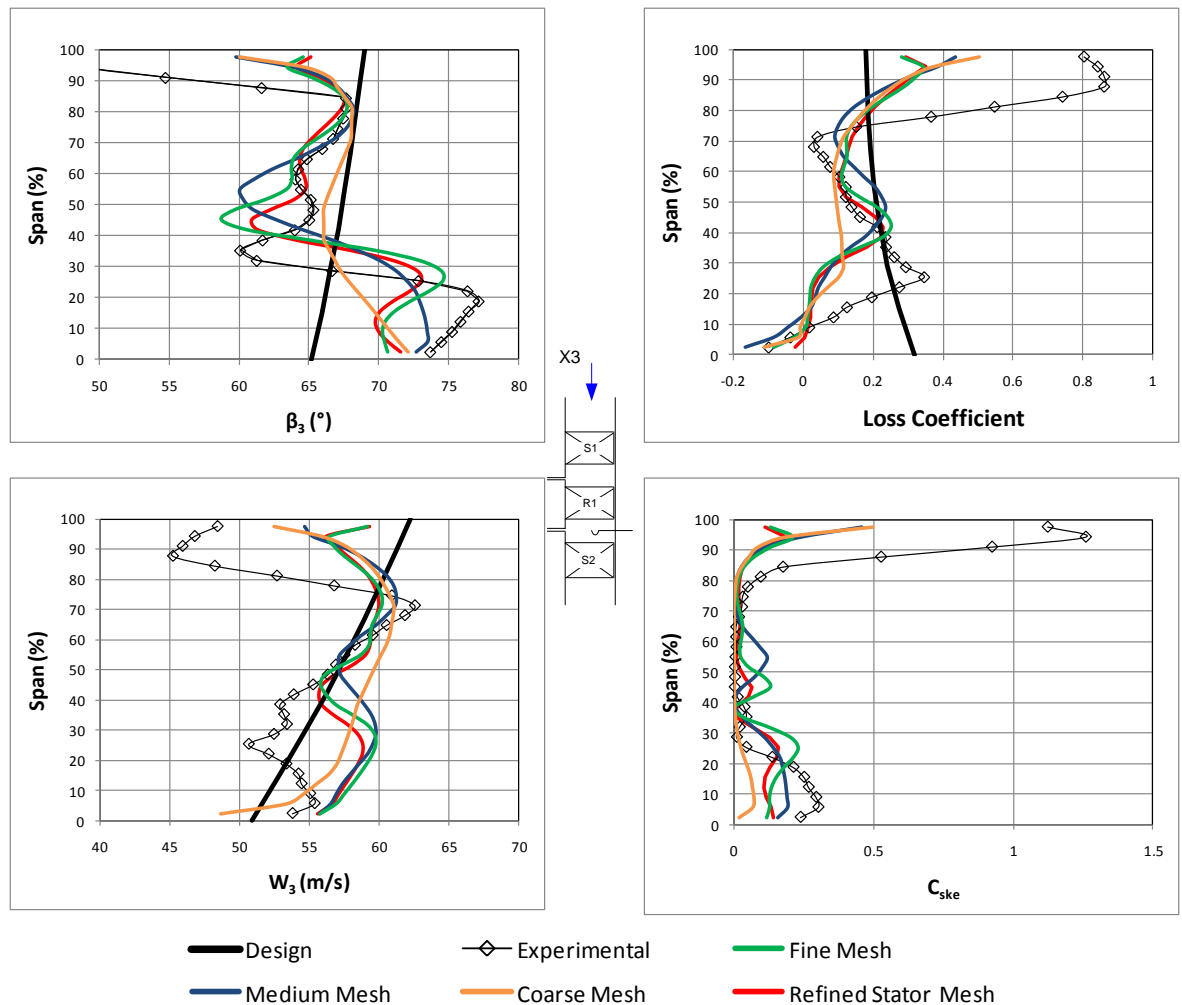 100
90
80
70
60
50
40
30
20
10
0
Span (%)
50 55 60 65 70 75 80
β₃ (°)
100
90
80
70
60
50
40
30
20
10
0
Span (%)
-0.2 0 0.2 0.4 0.6 0.8 1
Loss Coefficient
X3
S1
R1
S2
100
90
80
70
60
50
40
30
20
10
0
Span (%)
40 45 50 55 60 65 70
W₃ (m/s)
100
90
80
70
60
50
40
30
20
10
0
Span (%)
0 0.5 1 1.5
Cske
Design Experimental Fine Mesh
Medium Mesh Coarse Mesh Refined Stator Mesh